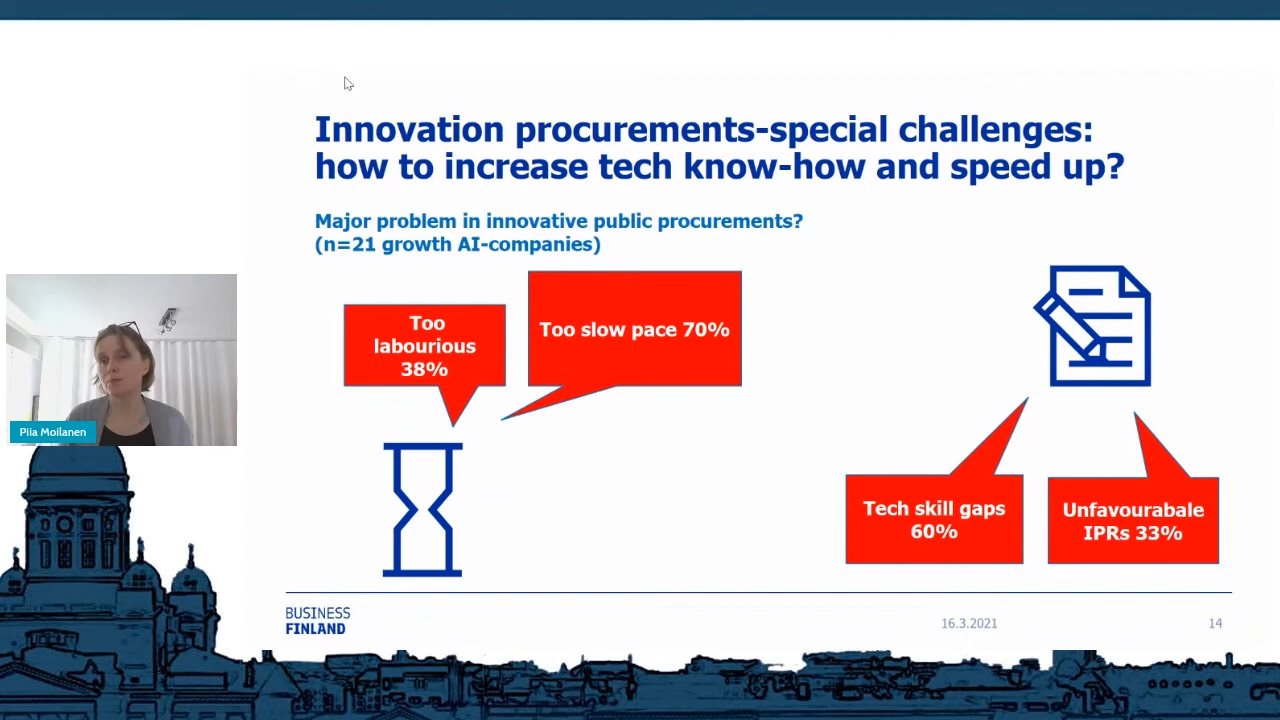 Innovation procurements-special challenges:
how to increase tech know-how and speed up?
Major problem in innovative public procurements?
(n=21 growth AI-companies)
Too
labourious
38%
Too slow pace 70%
Tech skill gaps
60%
Unfavourabale
IPRs 33%
Piia Moilanen
BUSINESS
FINLAND
16.3.2021
14